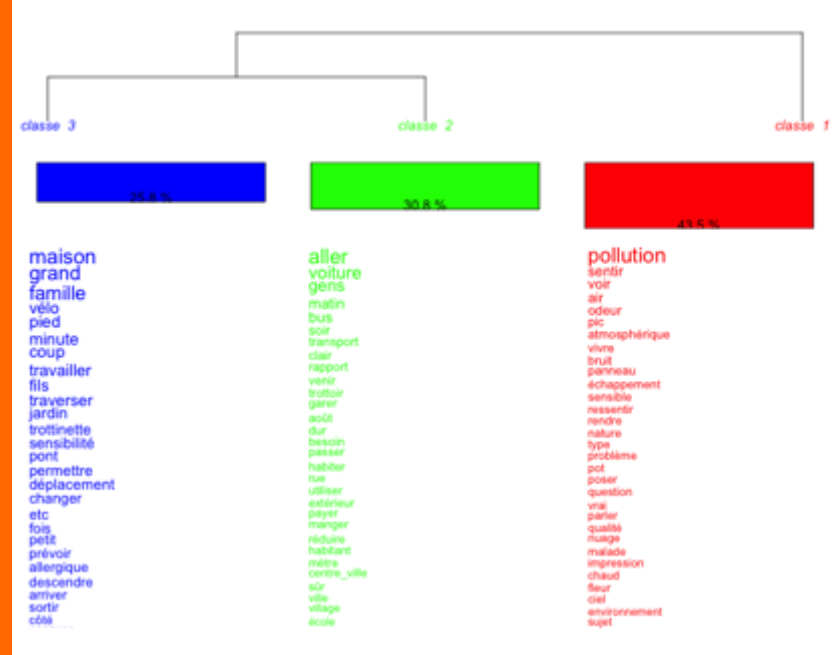 classe 3
classe 2
classe 1
30.8 %
43.5 %
maison
grand
famille
vélo
pied
minute
coup
travailler
fils
traverser
jardin
trottinette
sensibilité
pont
permettre
déplacement
changer
etc
fois
petit
prévoir
allergique
descendre
arriver
sortir
côté
aller
voiture
gens
matin
bus
soir
transport
clair
rapport
venir
trottoir
garer
août
dur
besoin
passer
habiter
rue
utiliser
extérieur
payer
manger
réduire
habitant
mètre
centre_ville
sûr
ville
village
école
pollution
sentir
voir
air
odeur
pic
atmosphérique
vivre
bruit
panneau
échappement
sensible
ressentir
rendre
nature
type
problème
pot
poser
question
vrai
parler
qualité
nuage
malade
impression
chaud
fleur
ciel
environnement
sujet